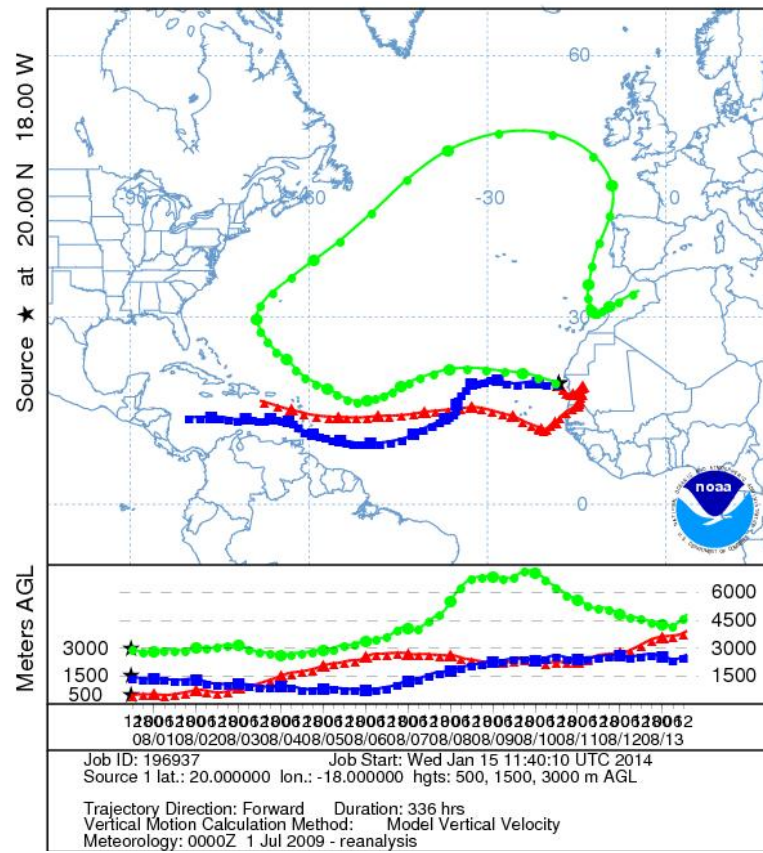 Source ★ at 20.00 N 18.00 W
60
-90 -60 -30 0
30
0
noaa
Meters AGL
6000
4500
3000 3000
1500 1500
500
08/01 08/02 08/03 08/04 08/05 08/06 08/07 08/08 08/09 08/10 08/11 08/12 08/13
Job ID: 196937 Job Start: Wed Jan 15 11:40:10 UTC 2014
Source 1 lat.: 20.000000 lon.: -18.000000 hgts: 500, 1500, 3000 m AGL
Trajectory Direction: Forward Duration: 336 hrs
Vertical Motion Calculation Method: Model Vertical Velocity
Meteorology: 0000Z 1 Jul 2009 - reanalysis